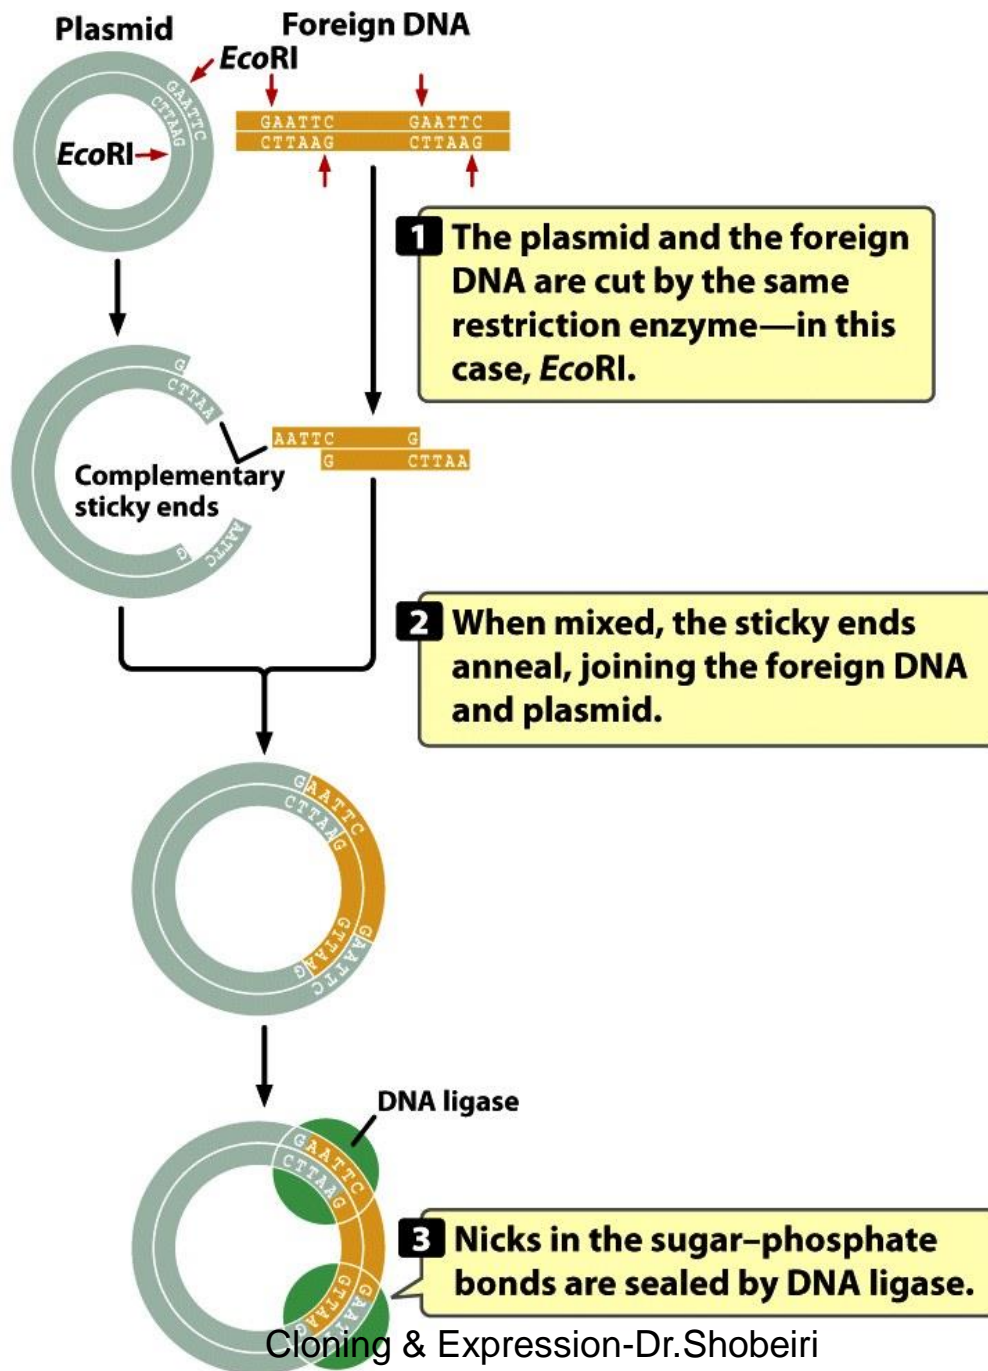 Plasmid
Foreign DNA
EcoRI
GAATTC
CTTAAG
EcoRI
GAATTC GAATTC
CTTAAG CTTAAG
1 The plasmid and the foreign
DNA are cut by the same
restriction enzyme—in this
case, EcoRI.
G
CTTAA
AATTC G
G CTTAA
Complementary
sticky ends
AATTC
G
2 When mixed, the sticky ends
anneal, joining the foreign DNA
and plasmid.
GAATTC
CTTAAG
GAATTC
GTTAAG
DNA ligase
GAATTC
CTTAAG
3 Nicks in the sugar–phosphate
bonds are sealed by DNA ligase.
GAAT
GTTAAG
Cloning & Expression-Dr.Shobeiri